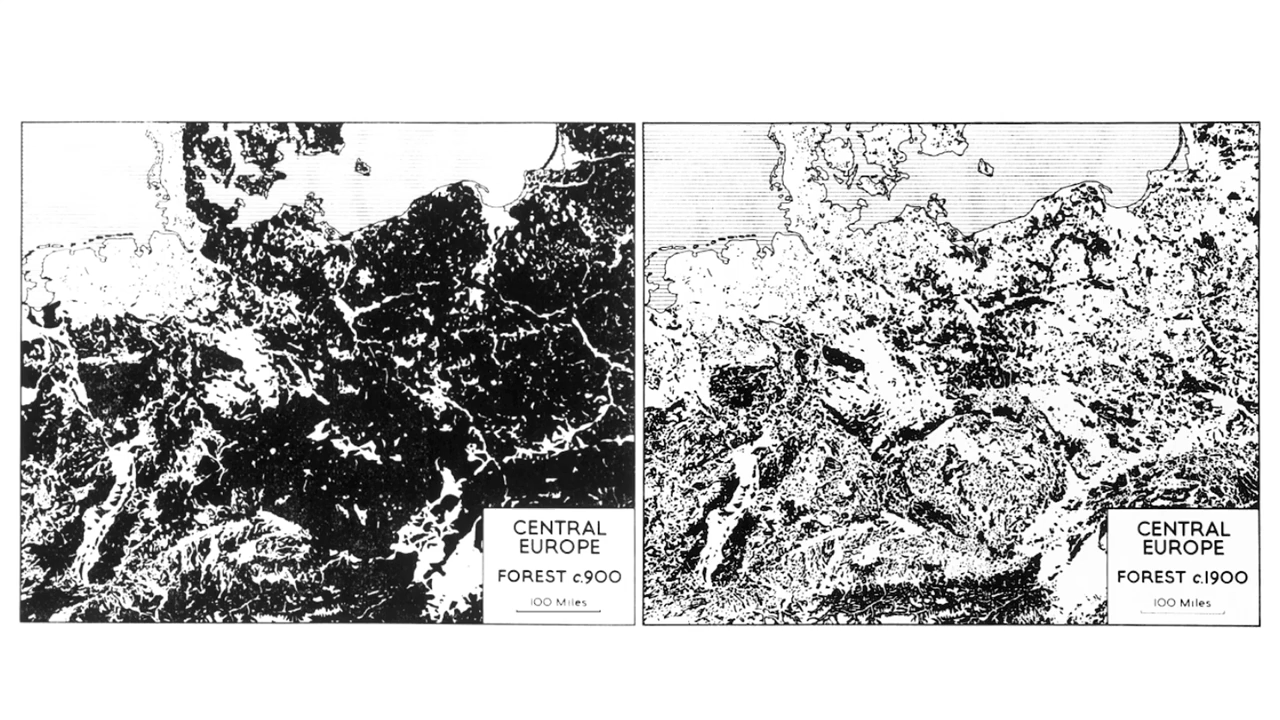 CENTRAL
EUROPE
FOREST c.900
100 Miles
CENTRAL
EUROPE
FOREST c.1900
100 Miles